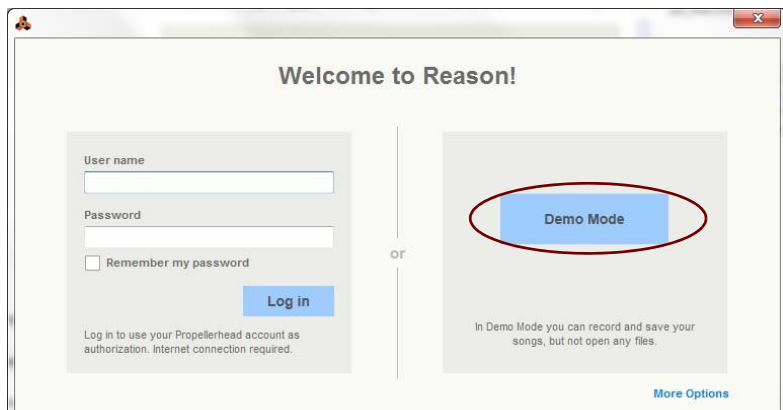 Welcome to Reason!
User name
Password
Remember my password
Log in
Log in to use your Propellerhead account as
authorization. Internet connection required.
or
Demo Mode
In Demo Mode you can record and save your
songs, but not open any files.
More Options